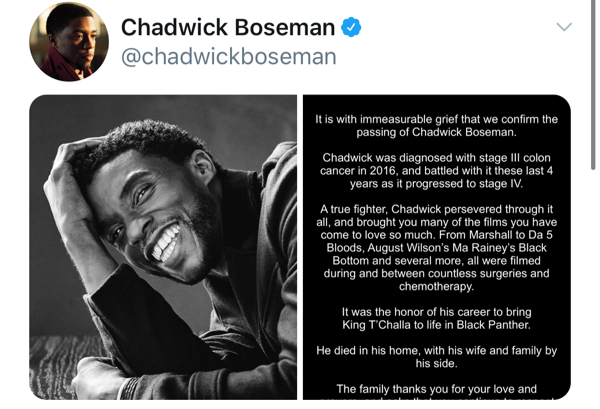 Chadwick Boseman
@chadwickboseman
It is with immeasurable grief that we confirm the
passing of Chadwick Boseman.
Chadwick was diagnosed with stage III colon
cancer in 2016, and battled with it these last 4
years as it progressed to stage IV.
A true fighter, Chadwick persevered through it
all, and brought you many of the films you have
come to love so much. From Marshall to Da 5
Bloods, August Wilson's Ma Rainey's Black
Bottom and several more, all were filmed
during and between countless surgeries and
chemotherapy.
It was the honor of his career to bring
King T'Challa to life in Black Panther.
He died in his home, with his wife and family by
his side.
The family thanks you for your love and